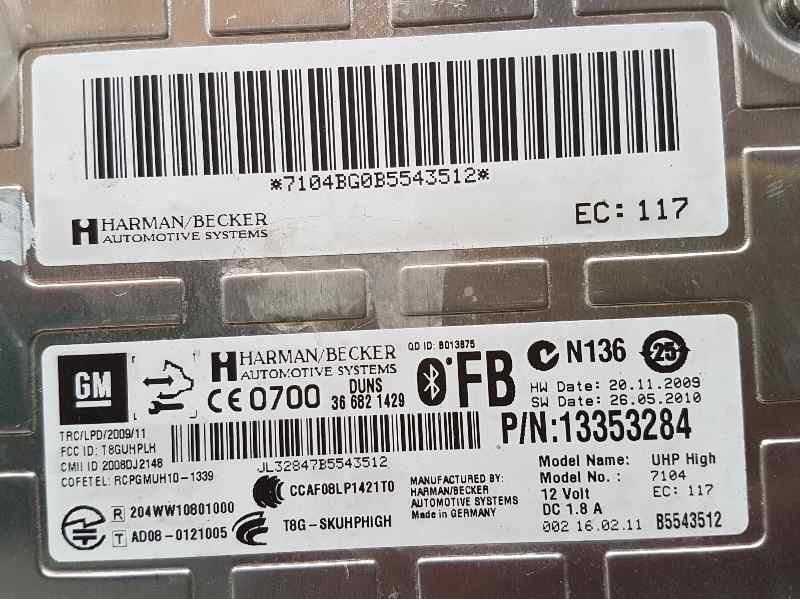 *7104BG0B5543512*
HARMAN/BECKER
AUTOMOTIVE SYSTEMS
EC: 117
GM
HARMAN/BECKER
AUTOMOTIVE SYSTEMS
CE 0700
DUNS
36 682 1429
QD ID: B013875
FB
N136
25
HW Date: 20.11.2009
SW Date: 26.05.2010
P/N:13353284
TRC/LPD/2009/11
FCC ID: T8GUHPLH
CMII ID 2008DJ2148
COFETEL: RCPGMUH10-1339
JL32847B5543512
R 204WW10801000
T AD08-0121005
CCAF08LP1421T0
T8G-SKUHPHIGH
MANUFACTURED BY:
HARMAN/BECKER
AUTOMOTIVE SYSTEMS
Made in GERMANY
Model Name: UHP High
Model No.: 7104
12 Volt EC: 117
DC 1.8 A
002 16.02.11 B5543512